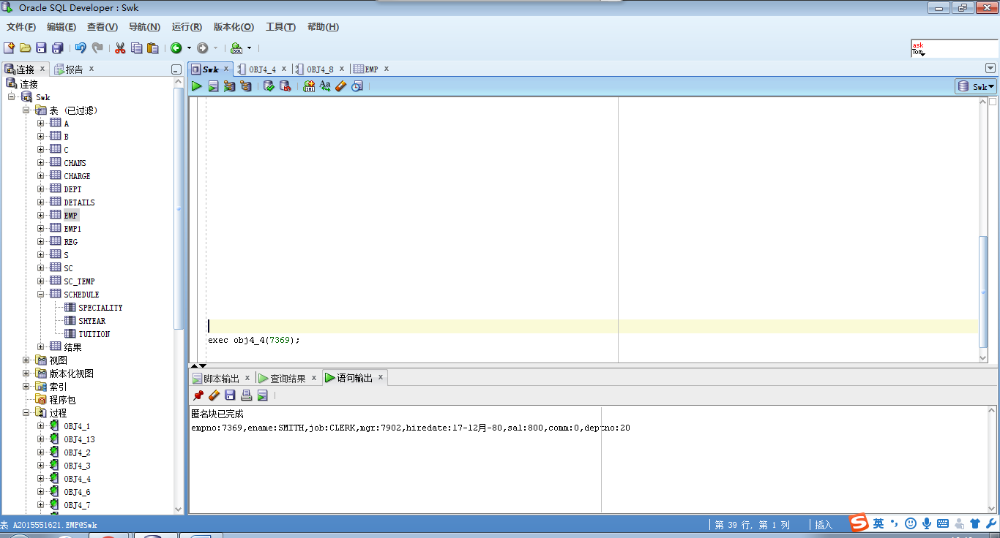 Oracle SQL Developer : Swk
文件(F) 编辑(E) 查看(V) 导航(N) 运行(R) 版本化(O) 工具(T) 帮助(H)
ask
Tom
连接 x 报告 x
Swk x OBJ4_4 x OBJ4_8 x EMP x
Swk
连接
Swk
表 (已过滤)
A
B
C
CHANS
CHARGE
DEPT
DETAILS
EMP
EMP1
REG
S
SC
SC_TEMP
SCHEDULE
SPECIALITY
SHYEAR
TUITION
结果
视图
版本化视图
索引
程序包
过程
OBJ4_1
OBJ4_13
OBJ4_2
OBJ4_3
OBJ4_4
OBJ4_6
OBJ4_7
exec obj4_4(7369);
脚本输出 x 查询结果 x 语句输出 x
匿名块已完成
empno:7369,ename:SMITH,job:CLERK,mgr:7902,hiredate:17-12月-80,sal:800,comm:0,deptno:20
表 A2015551621.EMP@Swk
第 39 行, 第 1 列
插入
英